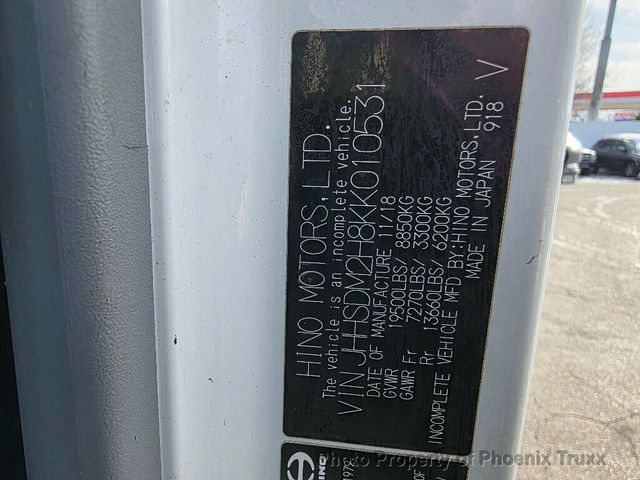 HINO MOTORS, LTD.
The vehicle is an incomplete vehicle.
VIN JHHSDM2H8KK010531
DATE OF MANUFACTURE 11/18
GVWR 19500LBS/ 8850KG
GAWR Fr 7270LBS/ 3300KG
Rr 13660LBS/ 6200KG
INCOMPLETE VEHICLE MFD BY:HINO MOTORS,LTD.
MADE IN JAPAN 918 V
HINO
Photo Property of Phoenix Truxx